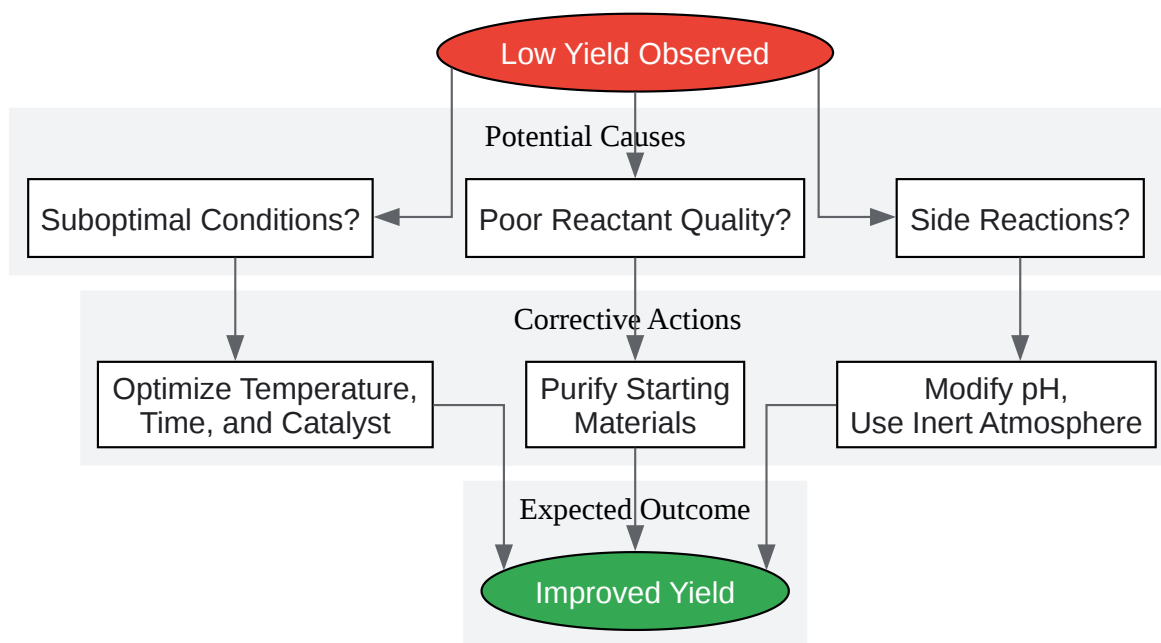 Low Yield Observed
Potential Causes
Suboptimal Conditions?
Poor Reactant Quality?
Side Reactions?
Corrective Actions
Optimize Temperature,
Time, and Catalyst
Purify Starting
Materials
Modify pH,
Use Inert Atmosphere
Expected Outcome
Improved Yield